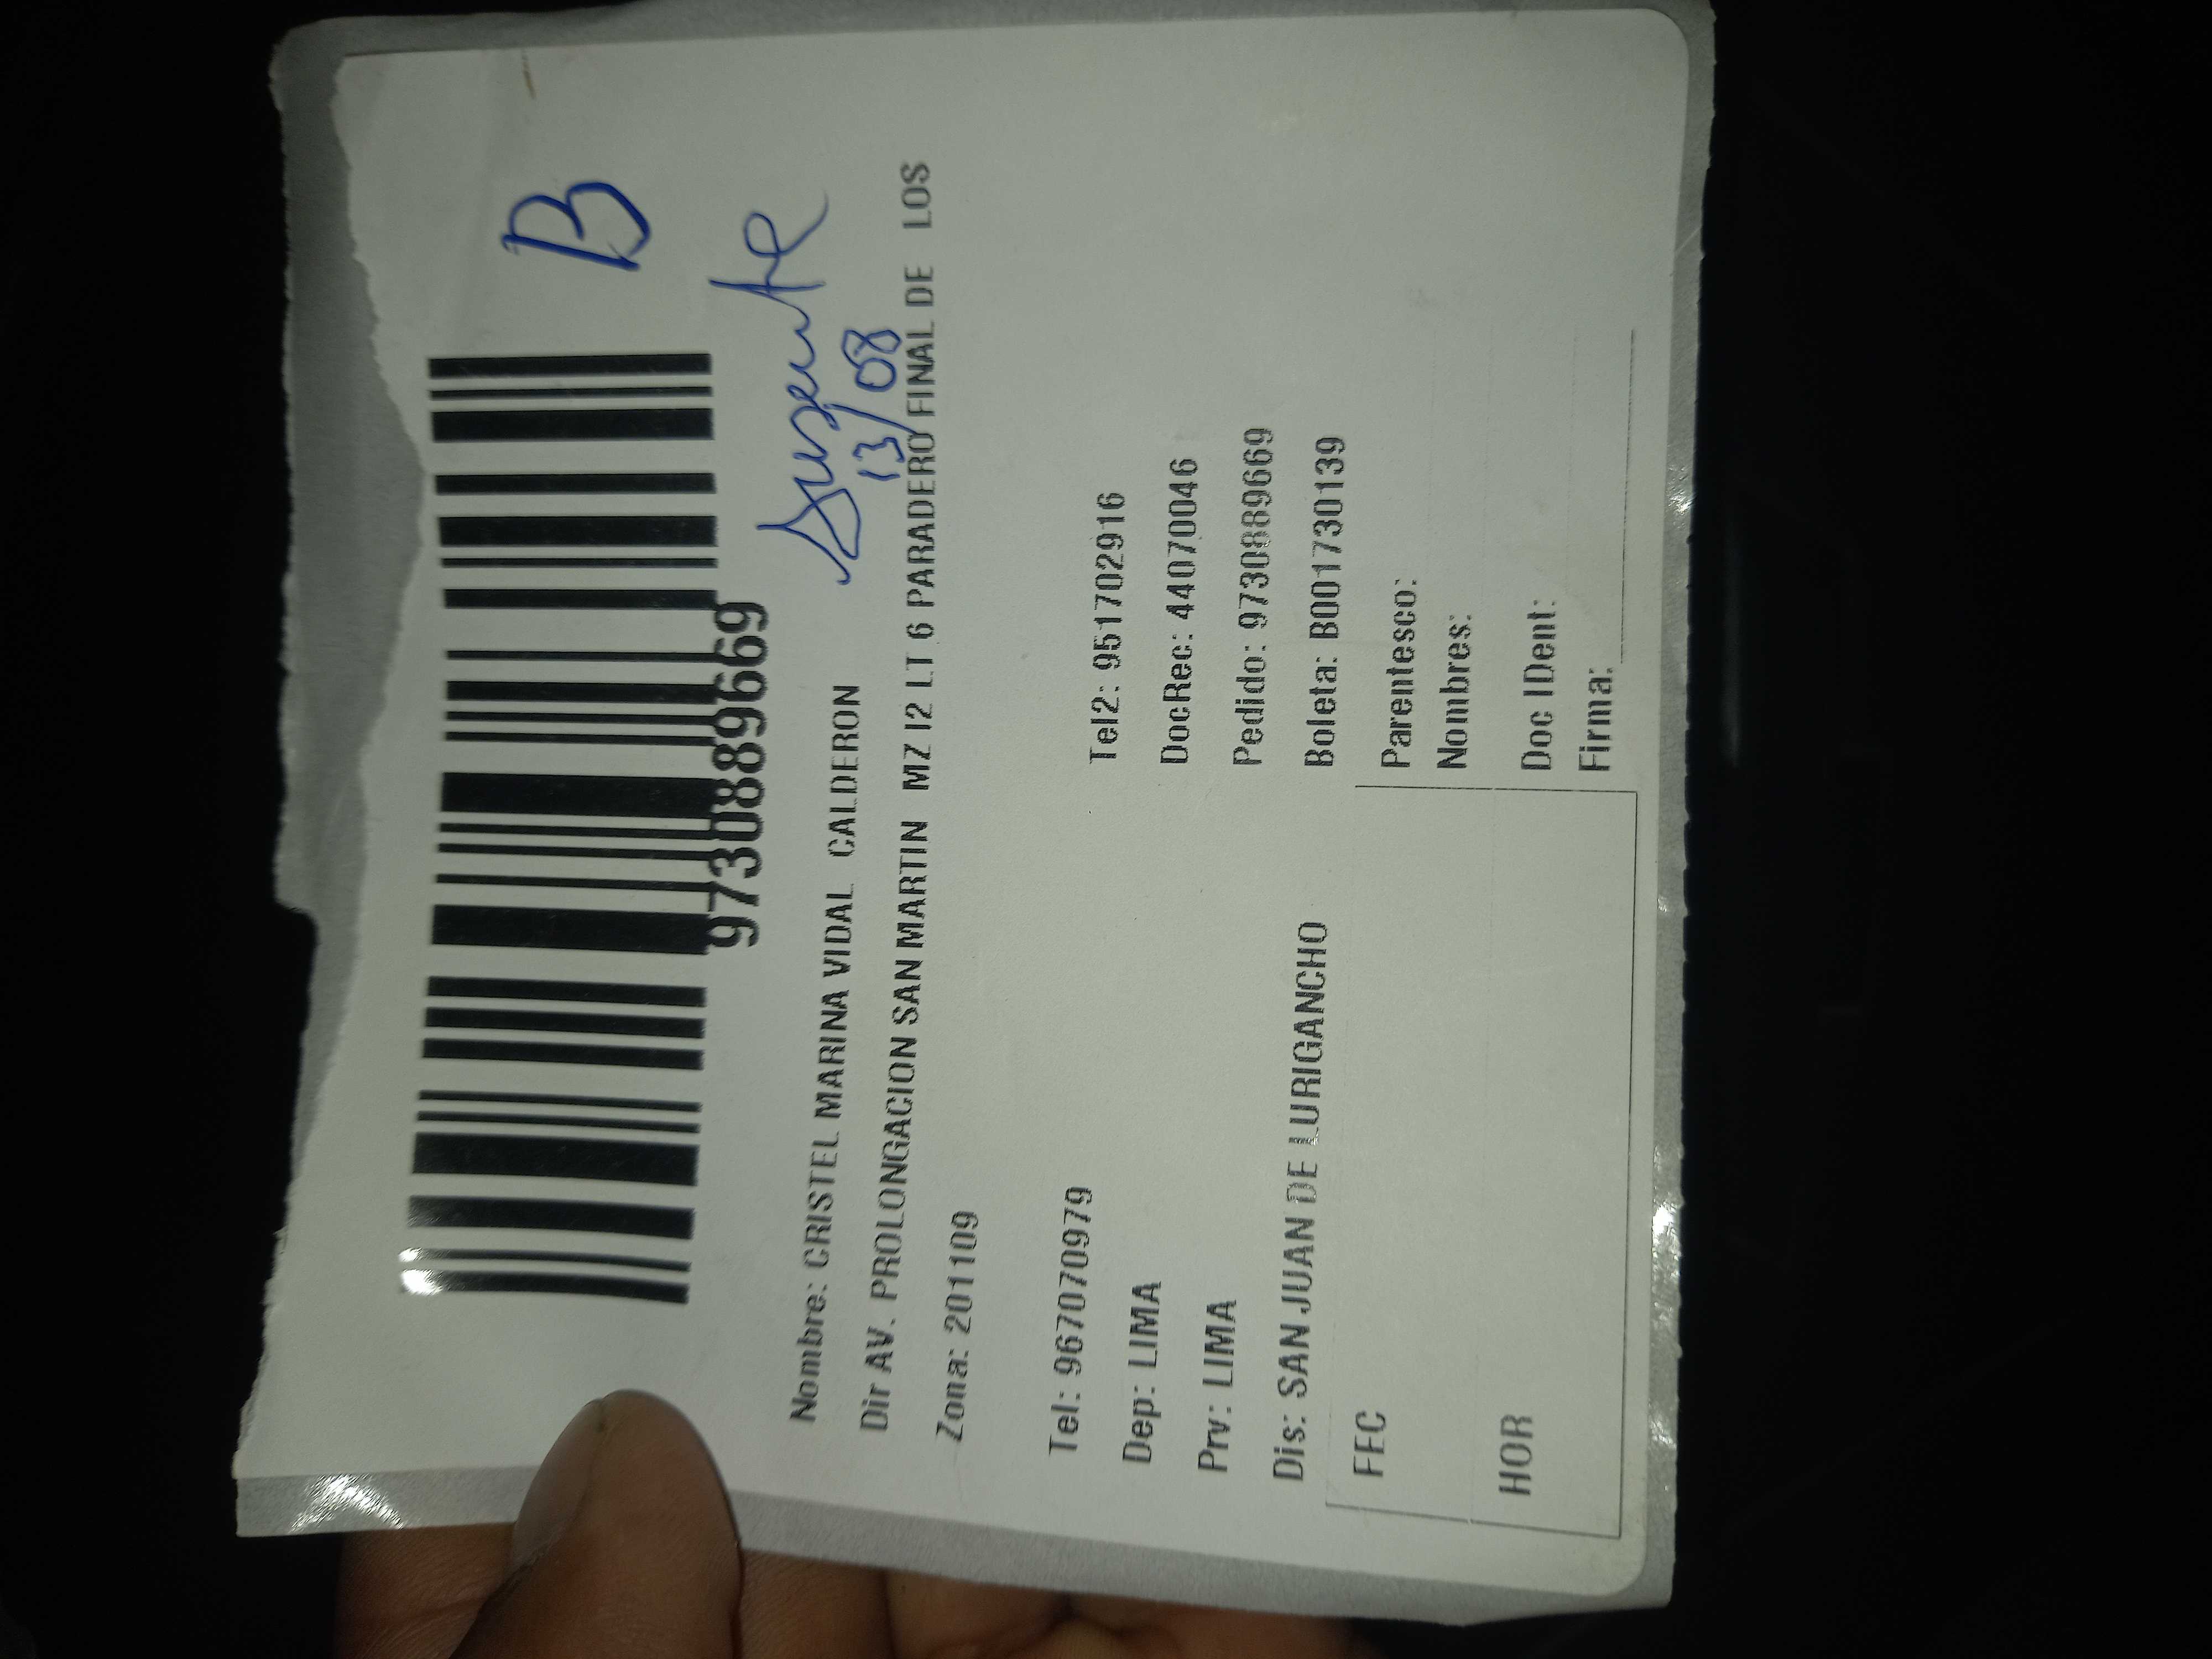 B
9730889669
Ausente
13/08
Nombre: CRISTEL MARINA VIDAL CALDERON
Dir AV. PROLONGACION SAN MARTIN MZ I2 LT 6 PARADERO FINAL DE LOS
Zona: 201109
Tel: 967070979 Tel2: 951702916
Dep: LIMA DocRec: 44070046
Prv: LIMA Pedido: 9730889669
Dis: SAN JUAN DE LURIGANCHO Boleta: B001730139
FEC Parentesco:
Nombres:
HOR Doc IDent:
Firma: